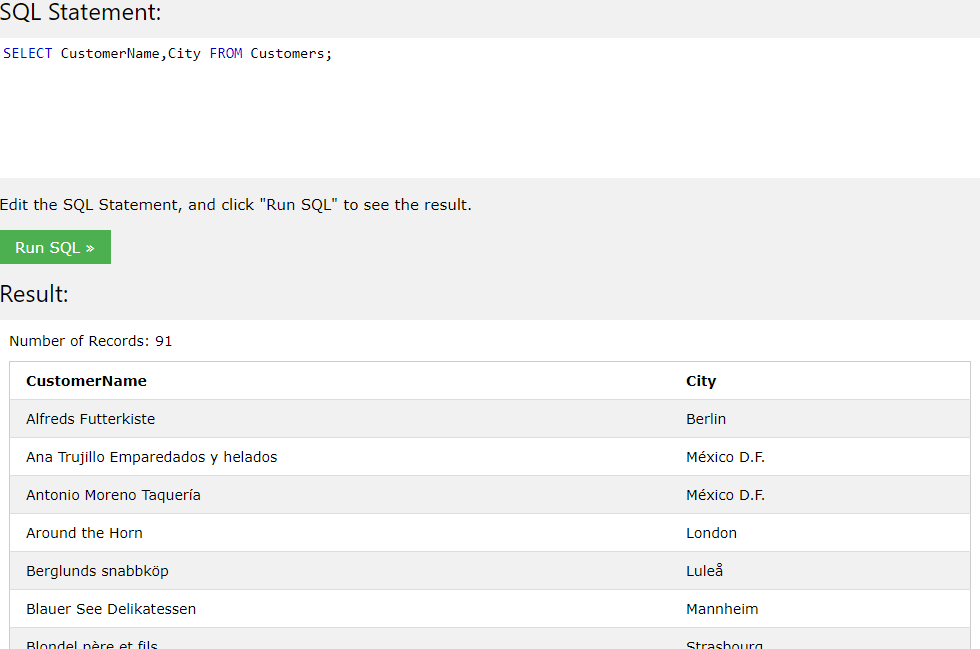 SQL Statement:
SELECT CustomerName,City FROM Customers;
Edit the SQL Statement, and click "Run SQL" to see the result.
Run SQL »
Result:
Number of Records: 91
CustomerName City
Alfreds Futterkiste Berlin
Ana Trujillo Emparedados y helados México D.F.
Antonio Moreno Taquería México D.F.
Around the Horn London
Berglunds snabbköp Luleå
Blauer See Delikatessen Mannheim
Blondel père et fils Strasbourg